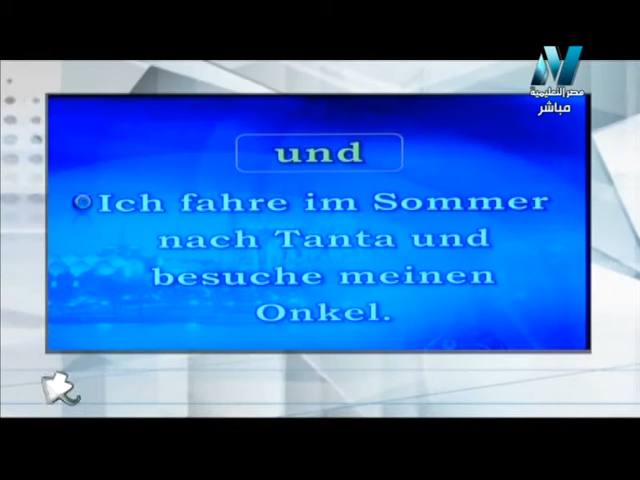 مصر التعليمية
مباشر
und
Ich fahre im Sommer
nach Tanta und
besuche meinen
Onkel.